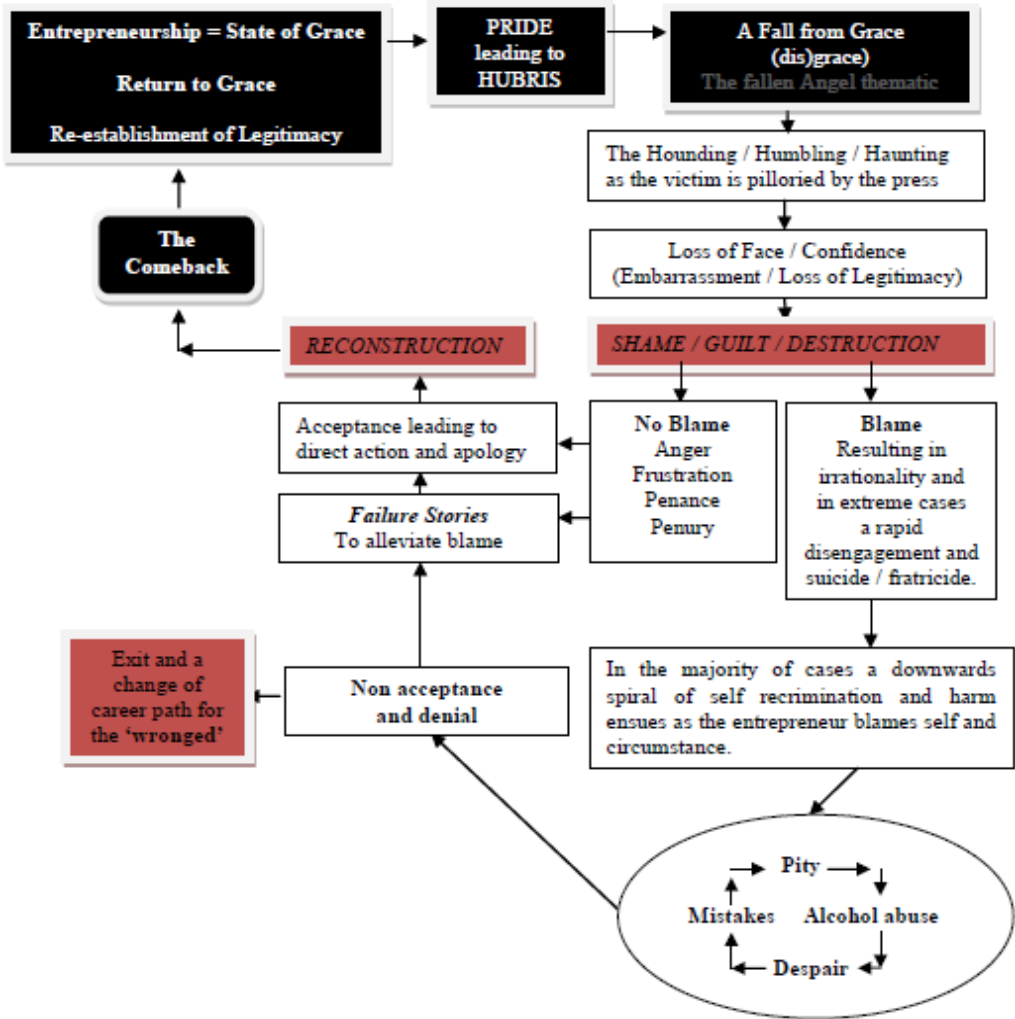 Entrepreneurship = State of Grace
Return to Grace
Re-establishment of Legitimacy
PRIDE
leading to
HUBRIS
A Fall from Grace
(dis)grace)
The fallen Angel thematic
The Hounding / Humbling / Haunting
as the victim is pilloried by the press
The
Comeback
Loss of Face / Confidence
(Embarrassment / Loss of Legitimacy)
RECONSTRUCTION
SHAME / GUILT / DESTRUCTION
Acceptance leading to
direct action and apology
No Blame
Anger
Frustration
Penance
Penury
Blame
Resulting in
irrationality and
in extreme cases
a rapid
disengagement and
suicide / fratricide.
Failure Stories
To alleviate blame
Exit and a
change of
career path for
the ‘wronged’
Non acceptance
and denial
In the majority of cases a downwards
spiral of self recrimination and harm
ensues as the entrepreneur blames self and
circumstance.
Pity
Mistakes
Alcohol abuse
Despair